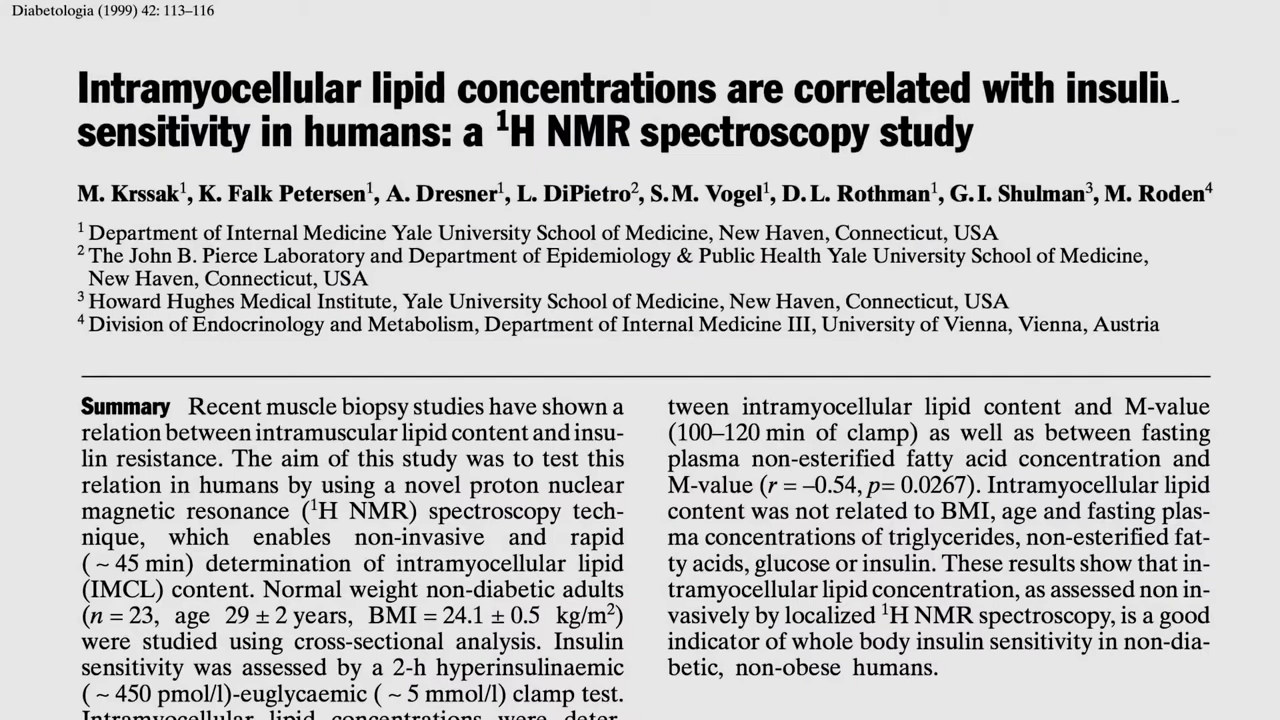 Diabetologia (1999) 42: 113–116
Intramyocellular lipid concentrations are correlated with
sensitivity in humans: a ¹H NMR spectroscopy study
M. Krssak¹, K. Falk Petersen¹, A. Dresner¹, L. DiPietro², S.M. Vogel¹, D.L. Rothman¹, G.I. Shulman³, M. Roden⁴
¹ Department of Internal Medicine Yale University School of Medicine, New Haven, Connecticut, USA
² The John B. Pierce Laboratory and Department of Epidemiology & Public Health Yale University School of Medicine,
New Haven, Connecticut, USA
³ Howard Hughes Medical Institute, Yale University School of Medicine, New Haven, Connecticut, USA
⁴ Division of Endocrinology and Metabolism, Department of Internal Medicine III, University of Vienna, Vienna, Austria
Summary Recent muscle biopsy studies have shown a
relation between intramuscular lipid content and insu-
lin resistance. The aim of this study was to test this
relation in humans by using a novel proton nuclear
magnetic resonance (¹H NMR) spectroscopy tech-
nique, which enables non-invasive and rapid
(~ 45 min) determination of intramyocellular lipid
(IMCL) content. Normal weight non-diabetic adults
(n = 23, age 29 ± 2 years, BMI = 24.1 ± 0.5 kg/m²)
were studied using cross-sectional analysis. Insulin
sensitivity was assessed by a 2-h hyperinsulinaemic
(~ 450 pmol/l)-euglycaemic (~ 5 mmol/l) clamp test.
Intramyocellular lipid concentrations were deter-
tween intramyocellular lipid content and M-value
(100–120 min of clamp) as well as between fasting
plasma non-esterified fatty acid concentration and
M-value (r = –0.54, p= 0.0267). Intramyocellular lipid
content was not related to BMI, age and fasting plas-
ma concentrations of triglycerides, non-esterified fat-
ty acids, glucose or insulin. These results show that in-
tramyocellular lipid concentration, as assessed non in-
vasively by localized ¹H NMR spectroscopy, is a good
indicator of whole body insulin sensitivity in non-dia-
betic, non-obese humans.